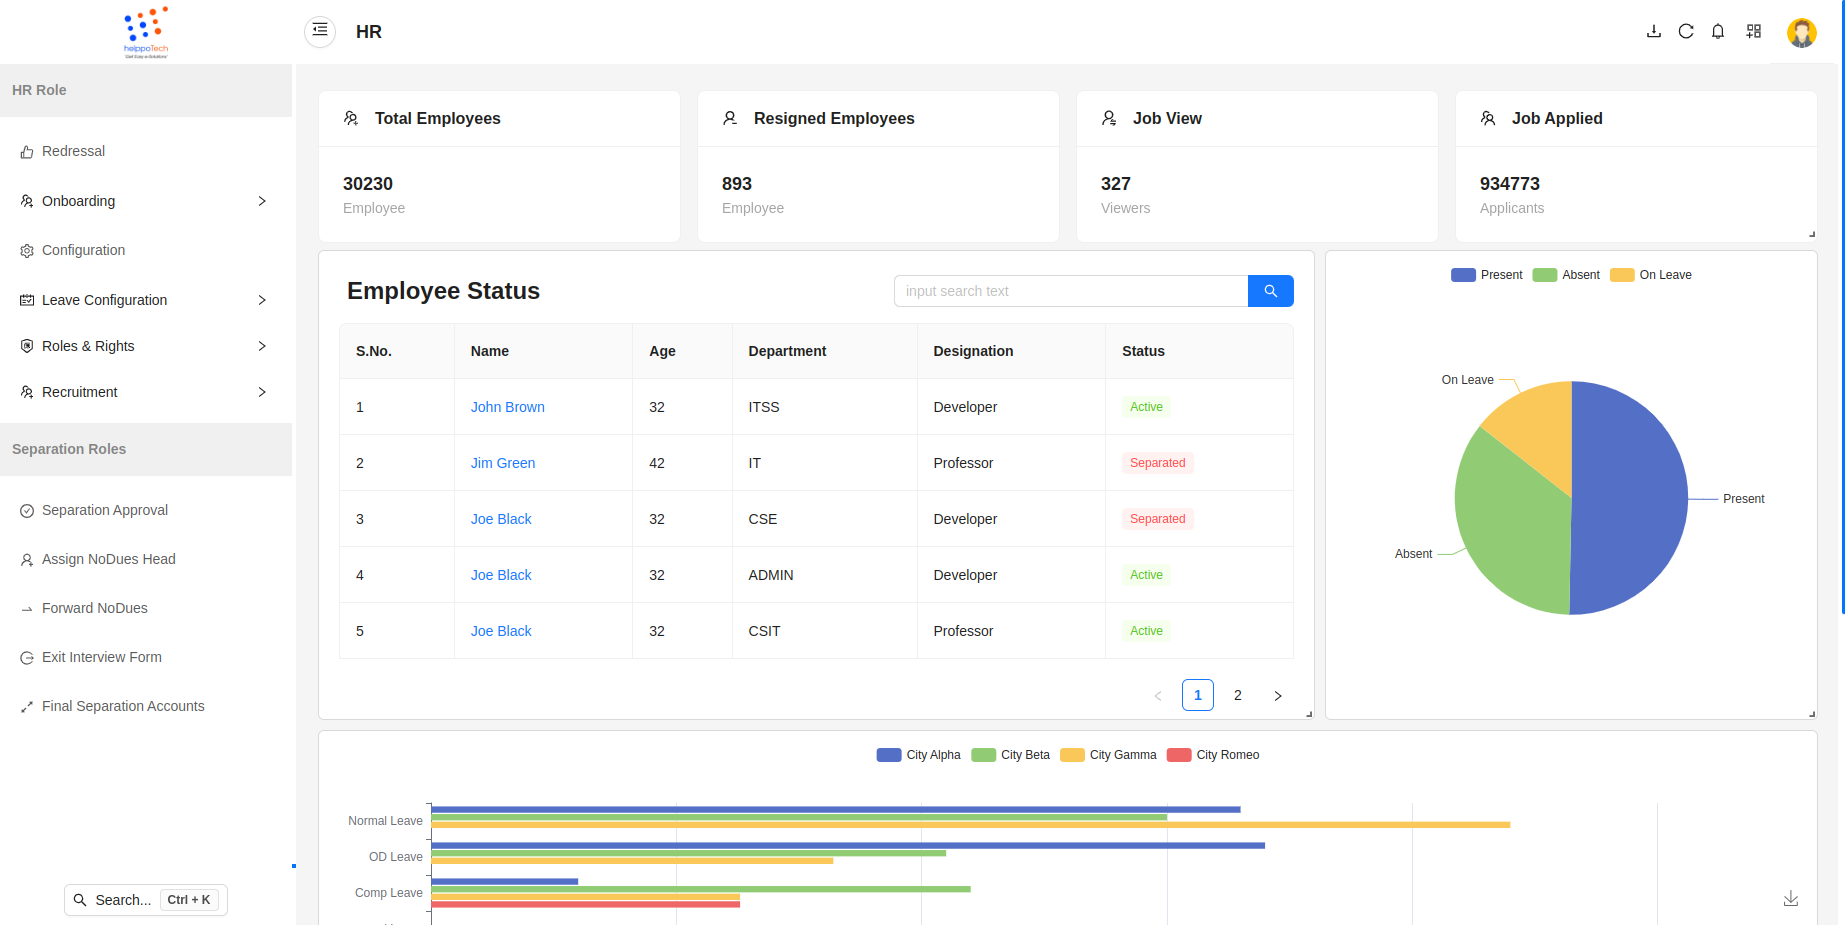 helppoTech
HR
HR Role
Redressal
Onboarding
Configuration
Leave Configuration
Roles & Rights
Recruitment
Separation Roles
Separation Approval
Assign NoDues Head
Forward NoDues
Exit Interview Form
Final Separation Accounts
Search... Ctrl + K
Total Employees
30230
Employee
Resigned Employees
893
Employee
Job View
327
Viewers
Job Applied
934773
Applicants
Employee Status
input search text
S.No. Name Age Department Designation Status
1 John Brown 32 ITSS Developer Active
2 Jim Green 42 IT Professor Separated
3 Joe Black 32 CSE Developer Separated
4 Joe Black 32 ADMIN Developer Active
5 Joe Black 32 CSIT Professor Active
1 2
Present Absent On Leave
On Leave
Present
Absent
City Alpha City Beta City Gamma City Romeo
Normal Leave
OD Leave
Comp Leave